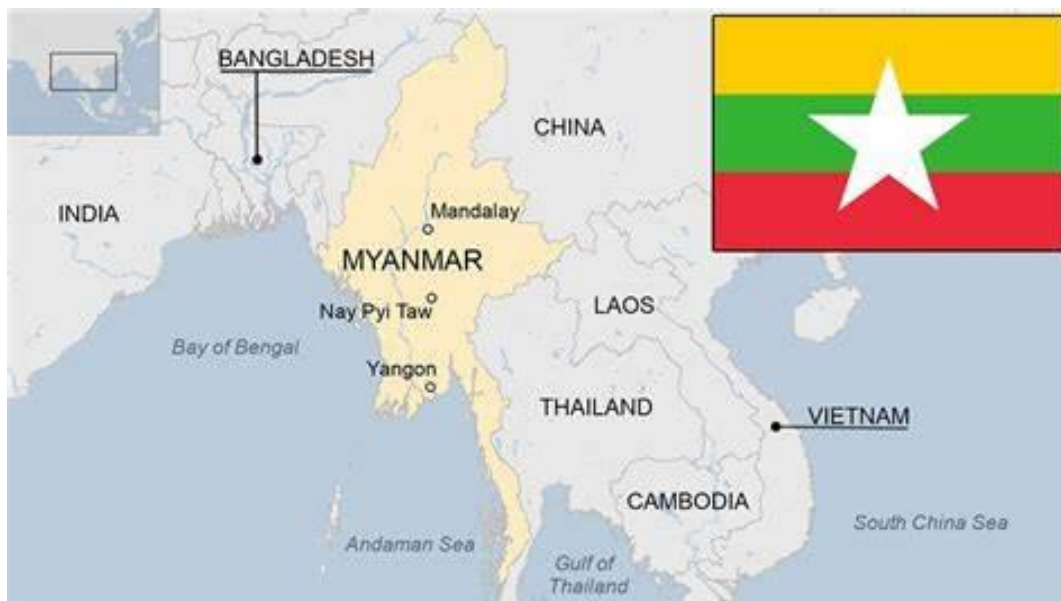 BANGLADESH
CHINA
INDIA
Mandalay
MYANMAR
Nay Pyi Taw
LAOS
Bay of Bengal
Yangon
THAILAND
VIETNAM
CAMBODIA
South China Sea
Andaman Sea
Gulf of
Thailand